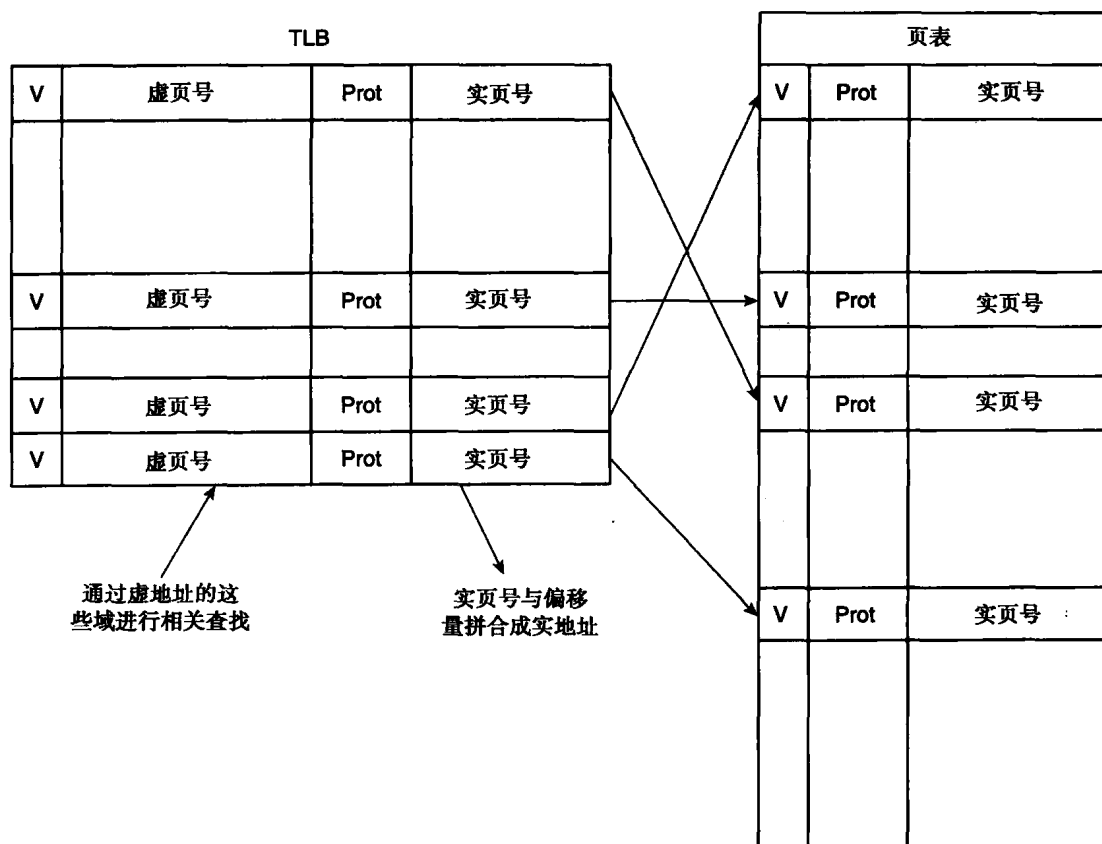 TLB
V 虚页号 Prot 实页号
V 虚页号 Prot 实页号
V 虚页号 Prot 实页号
V 虚页号 Prot 实页号
通过虚地址的这
些域进行相关查找
实页号与偏移
量拼合成实地址
页表
V Prot 实页号
V Prot 实页号
V Prot 实页号
V Prot 实页号